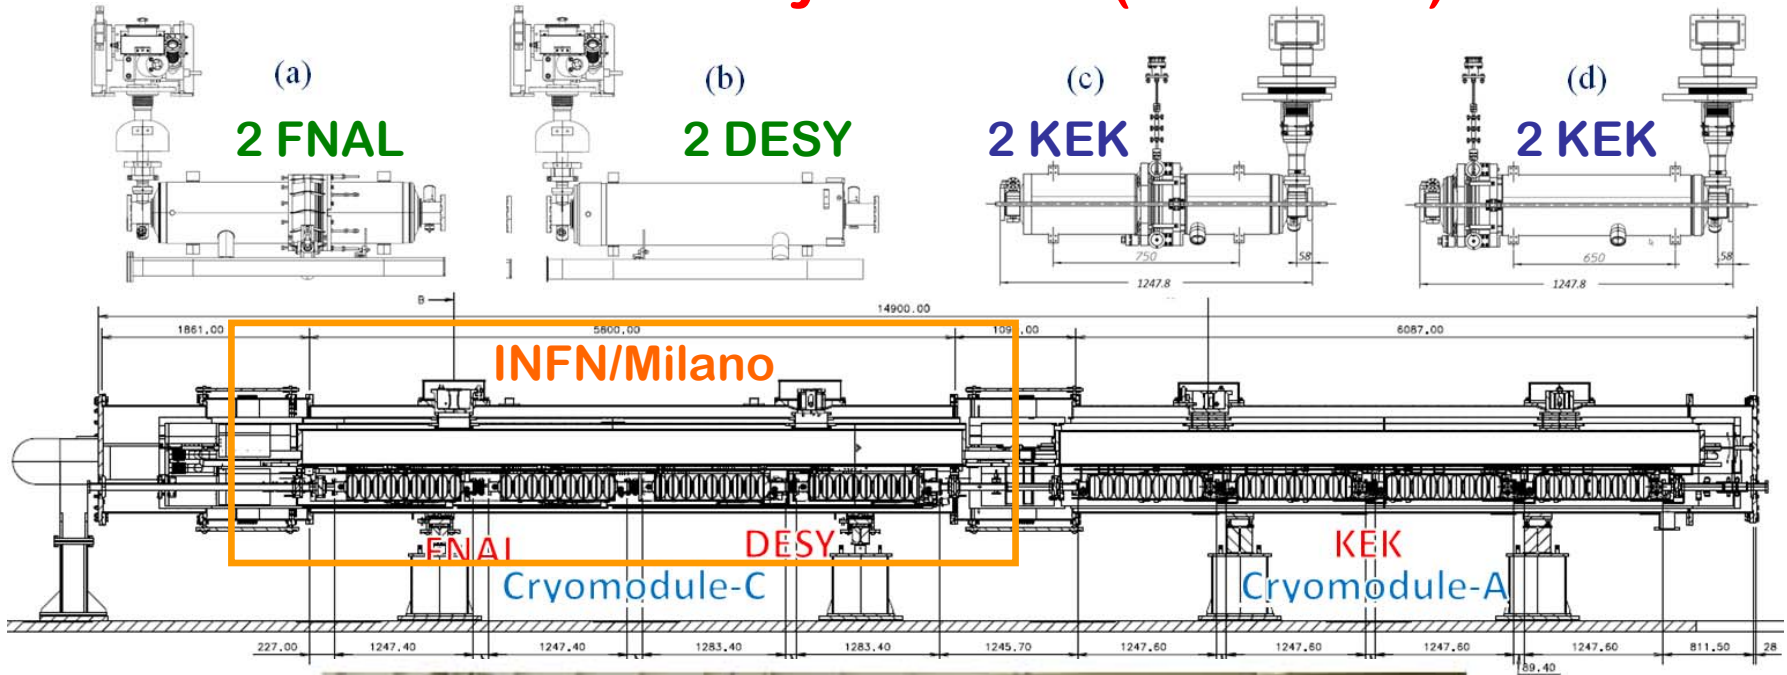 (a)
(b)
(c)
(d)
2 FNAL
2 DESY
2 KEK
2 KEK
750
58
1247.8
650
58
1247.8
B
14900.00
1861.00
5800.00
6087.00
INFN/Milano
FNAL
DESY
KEK
Cryomodule-C
Cryomodule-A
227.00
1247.40
1247.40
1283.40
1283.40
1245.70
1247.60
1247.60
1247.60
1247.60
811.50
28
89.40